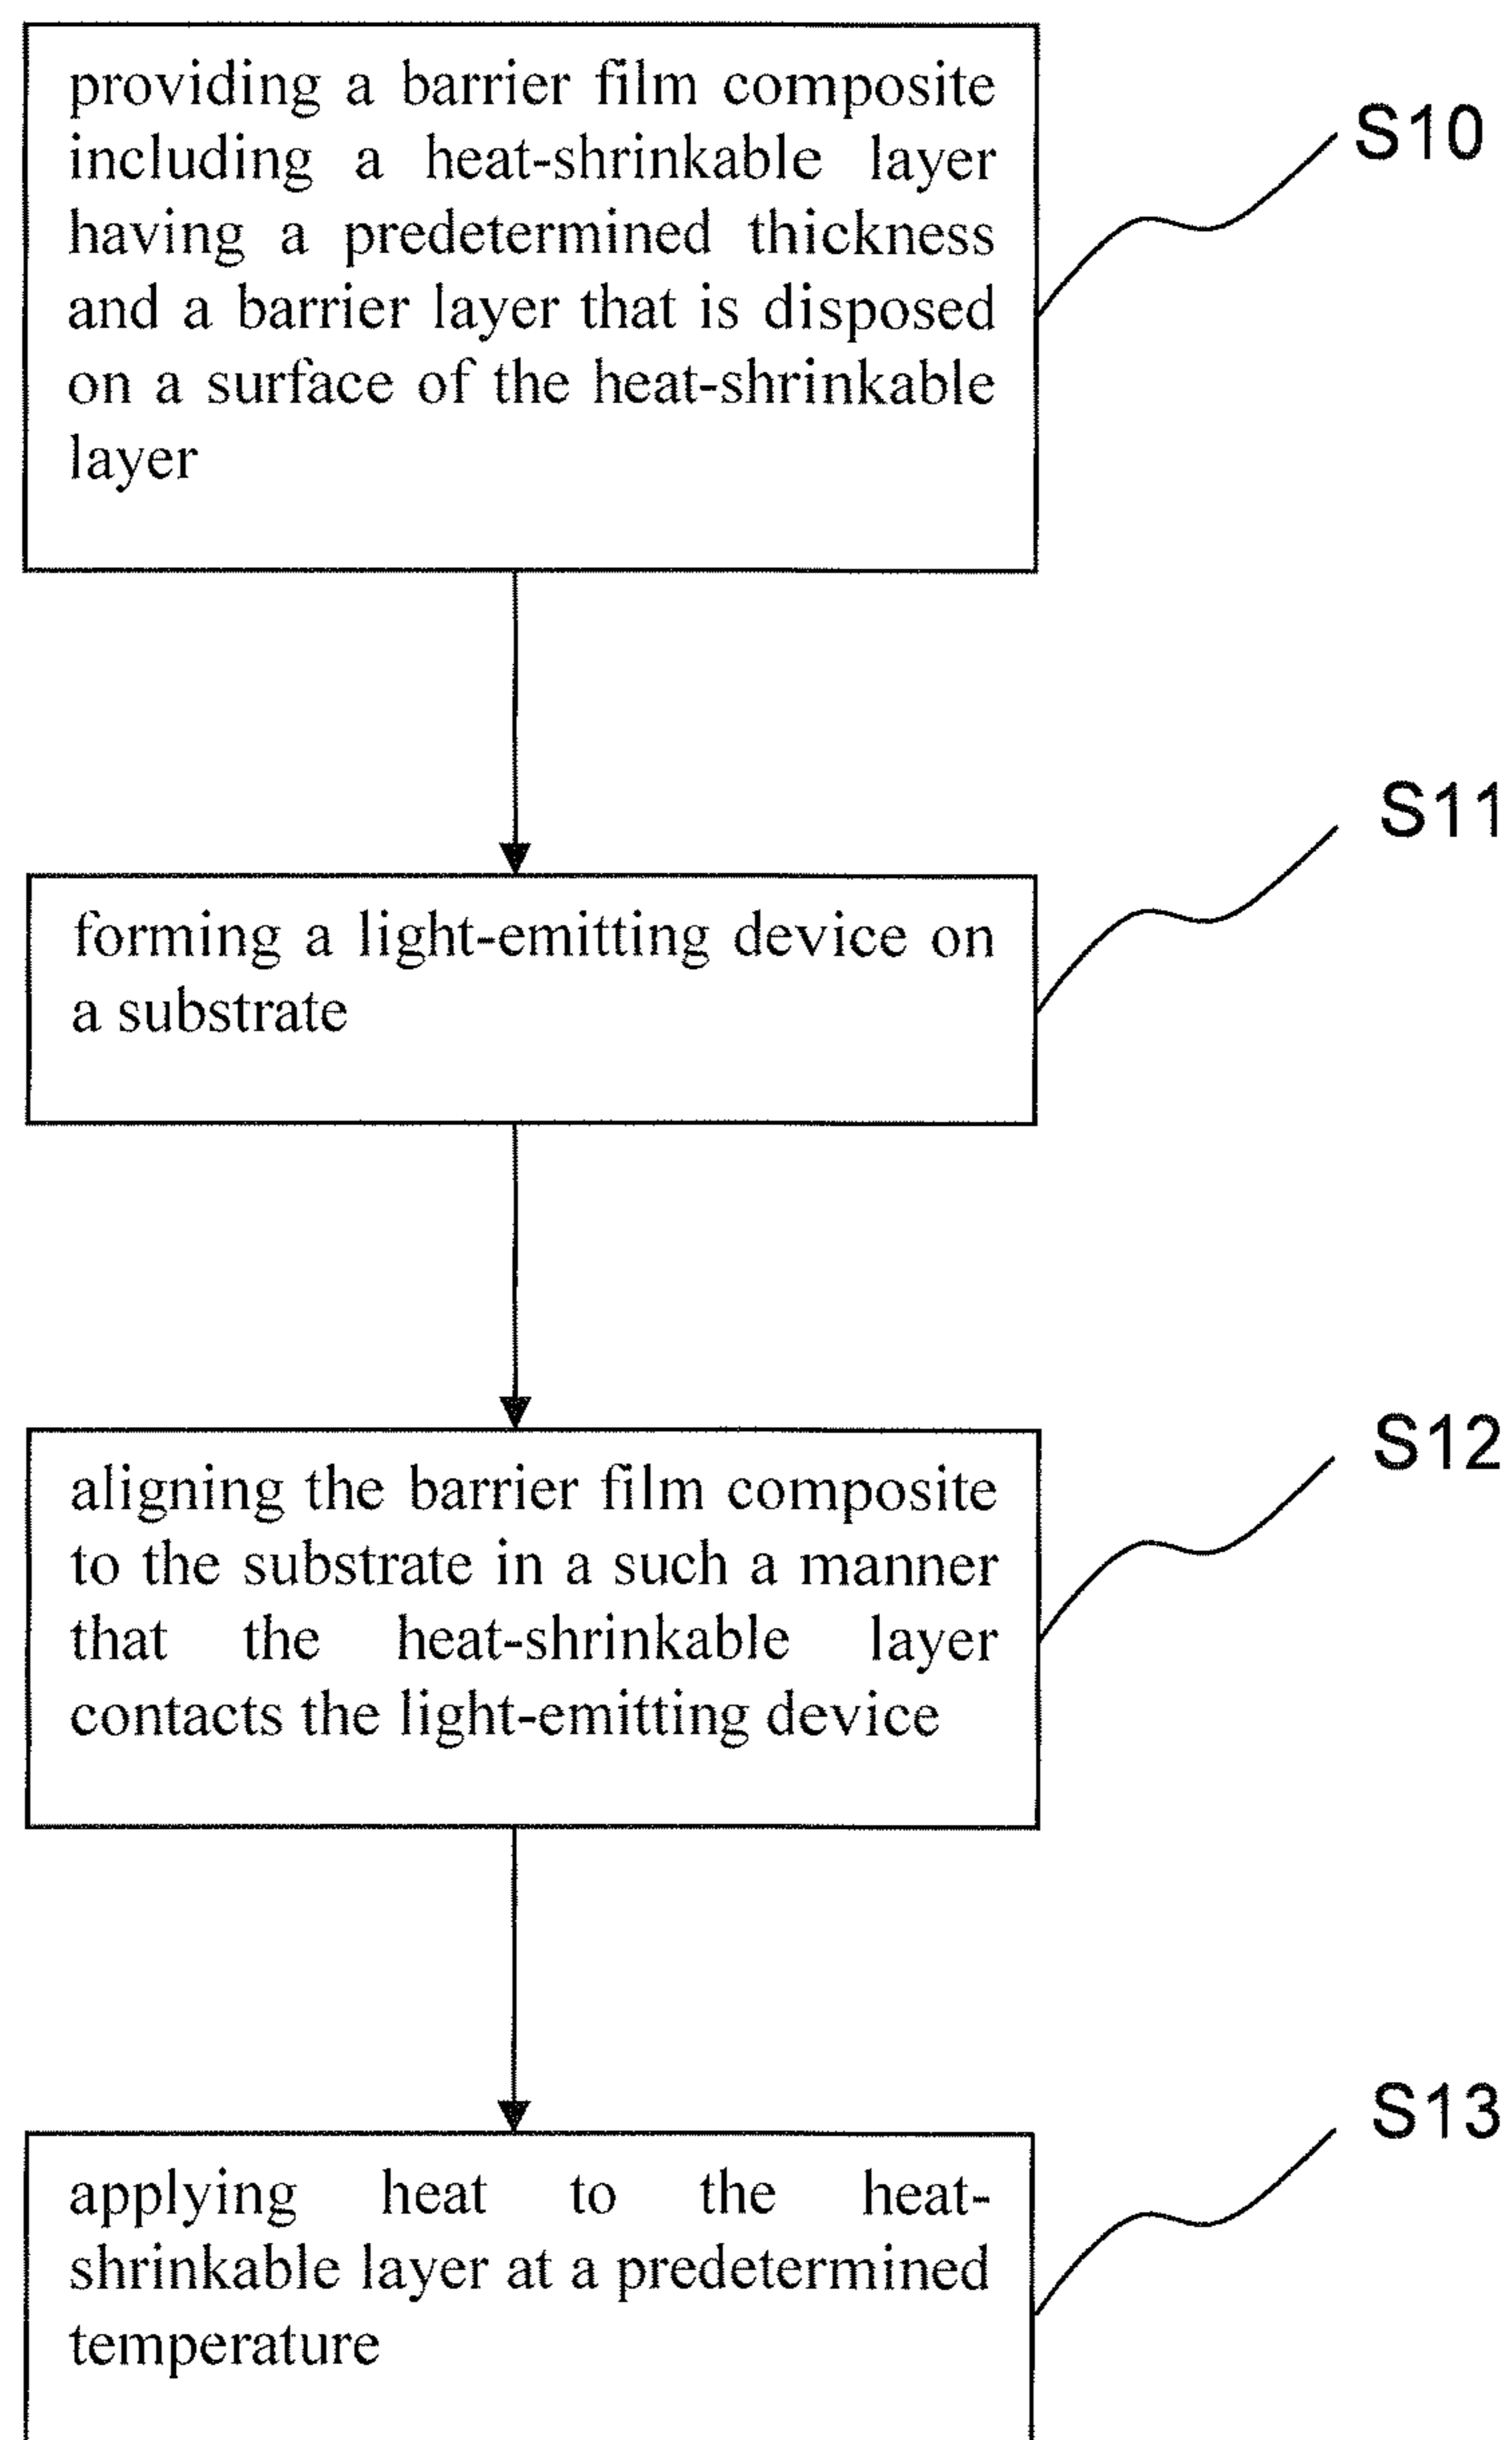 providing a barrier film composite
including a heat-shrinkable layer
having a predetermined thickness
and a barrier layer that is disposed
on a surface of the heat-shrinkable
layer
S10
forming a light-emitting device on
a substrate
S11
aligning the barrier film composite
to the substrate in a such a manner
that the heat-shrinkable layer
contacts the light-emitting device
S12
applying heat to the heat-
shrinkable layer at a predetermined
temperature
S13